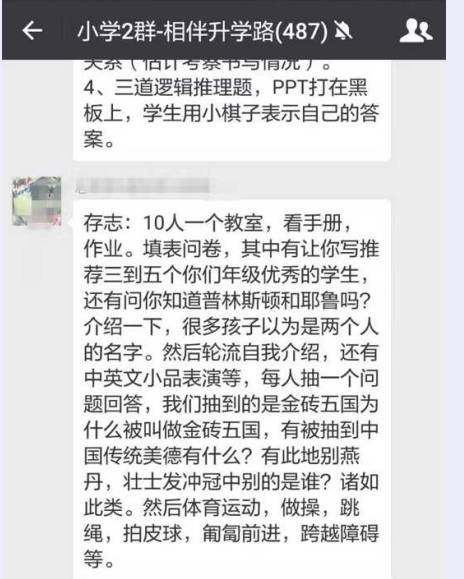 小学2群-相伴升学路(487)
关系（估计考察书写情况）。
4、三道逻辑推理题，PPT打在黑
板上，学生用小棋子表示自己的答
案。
存志：10人一个教室，看手册，
作业。填表问卷，其中有让你写推
荐三到五个你们年级优秀的学生，
还有问你知道普林斯顿和耶鲁吗?
介绍一下，很多孩子以为是两个人
的名字。然后轮流自我介绍，还有
中英文小品表演等，每人抽一个问
题回答，我们抽到的是金砖五国为
什么被叫做金砖五国，有被抽到中
国传统美德有什么? 有此地别燕
丹，壮士发冲冠中别的是谁? 诸如
此类。然后体育运动，做操，跳
绳，拍皮球，匍匐前进，跨越障碍
等。